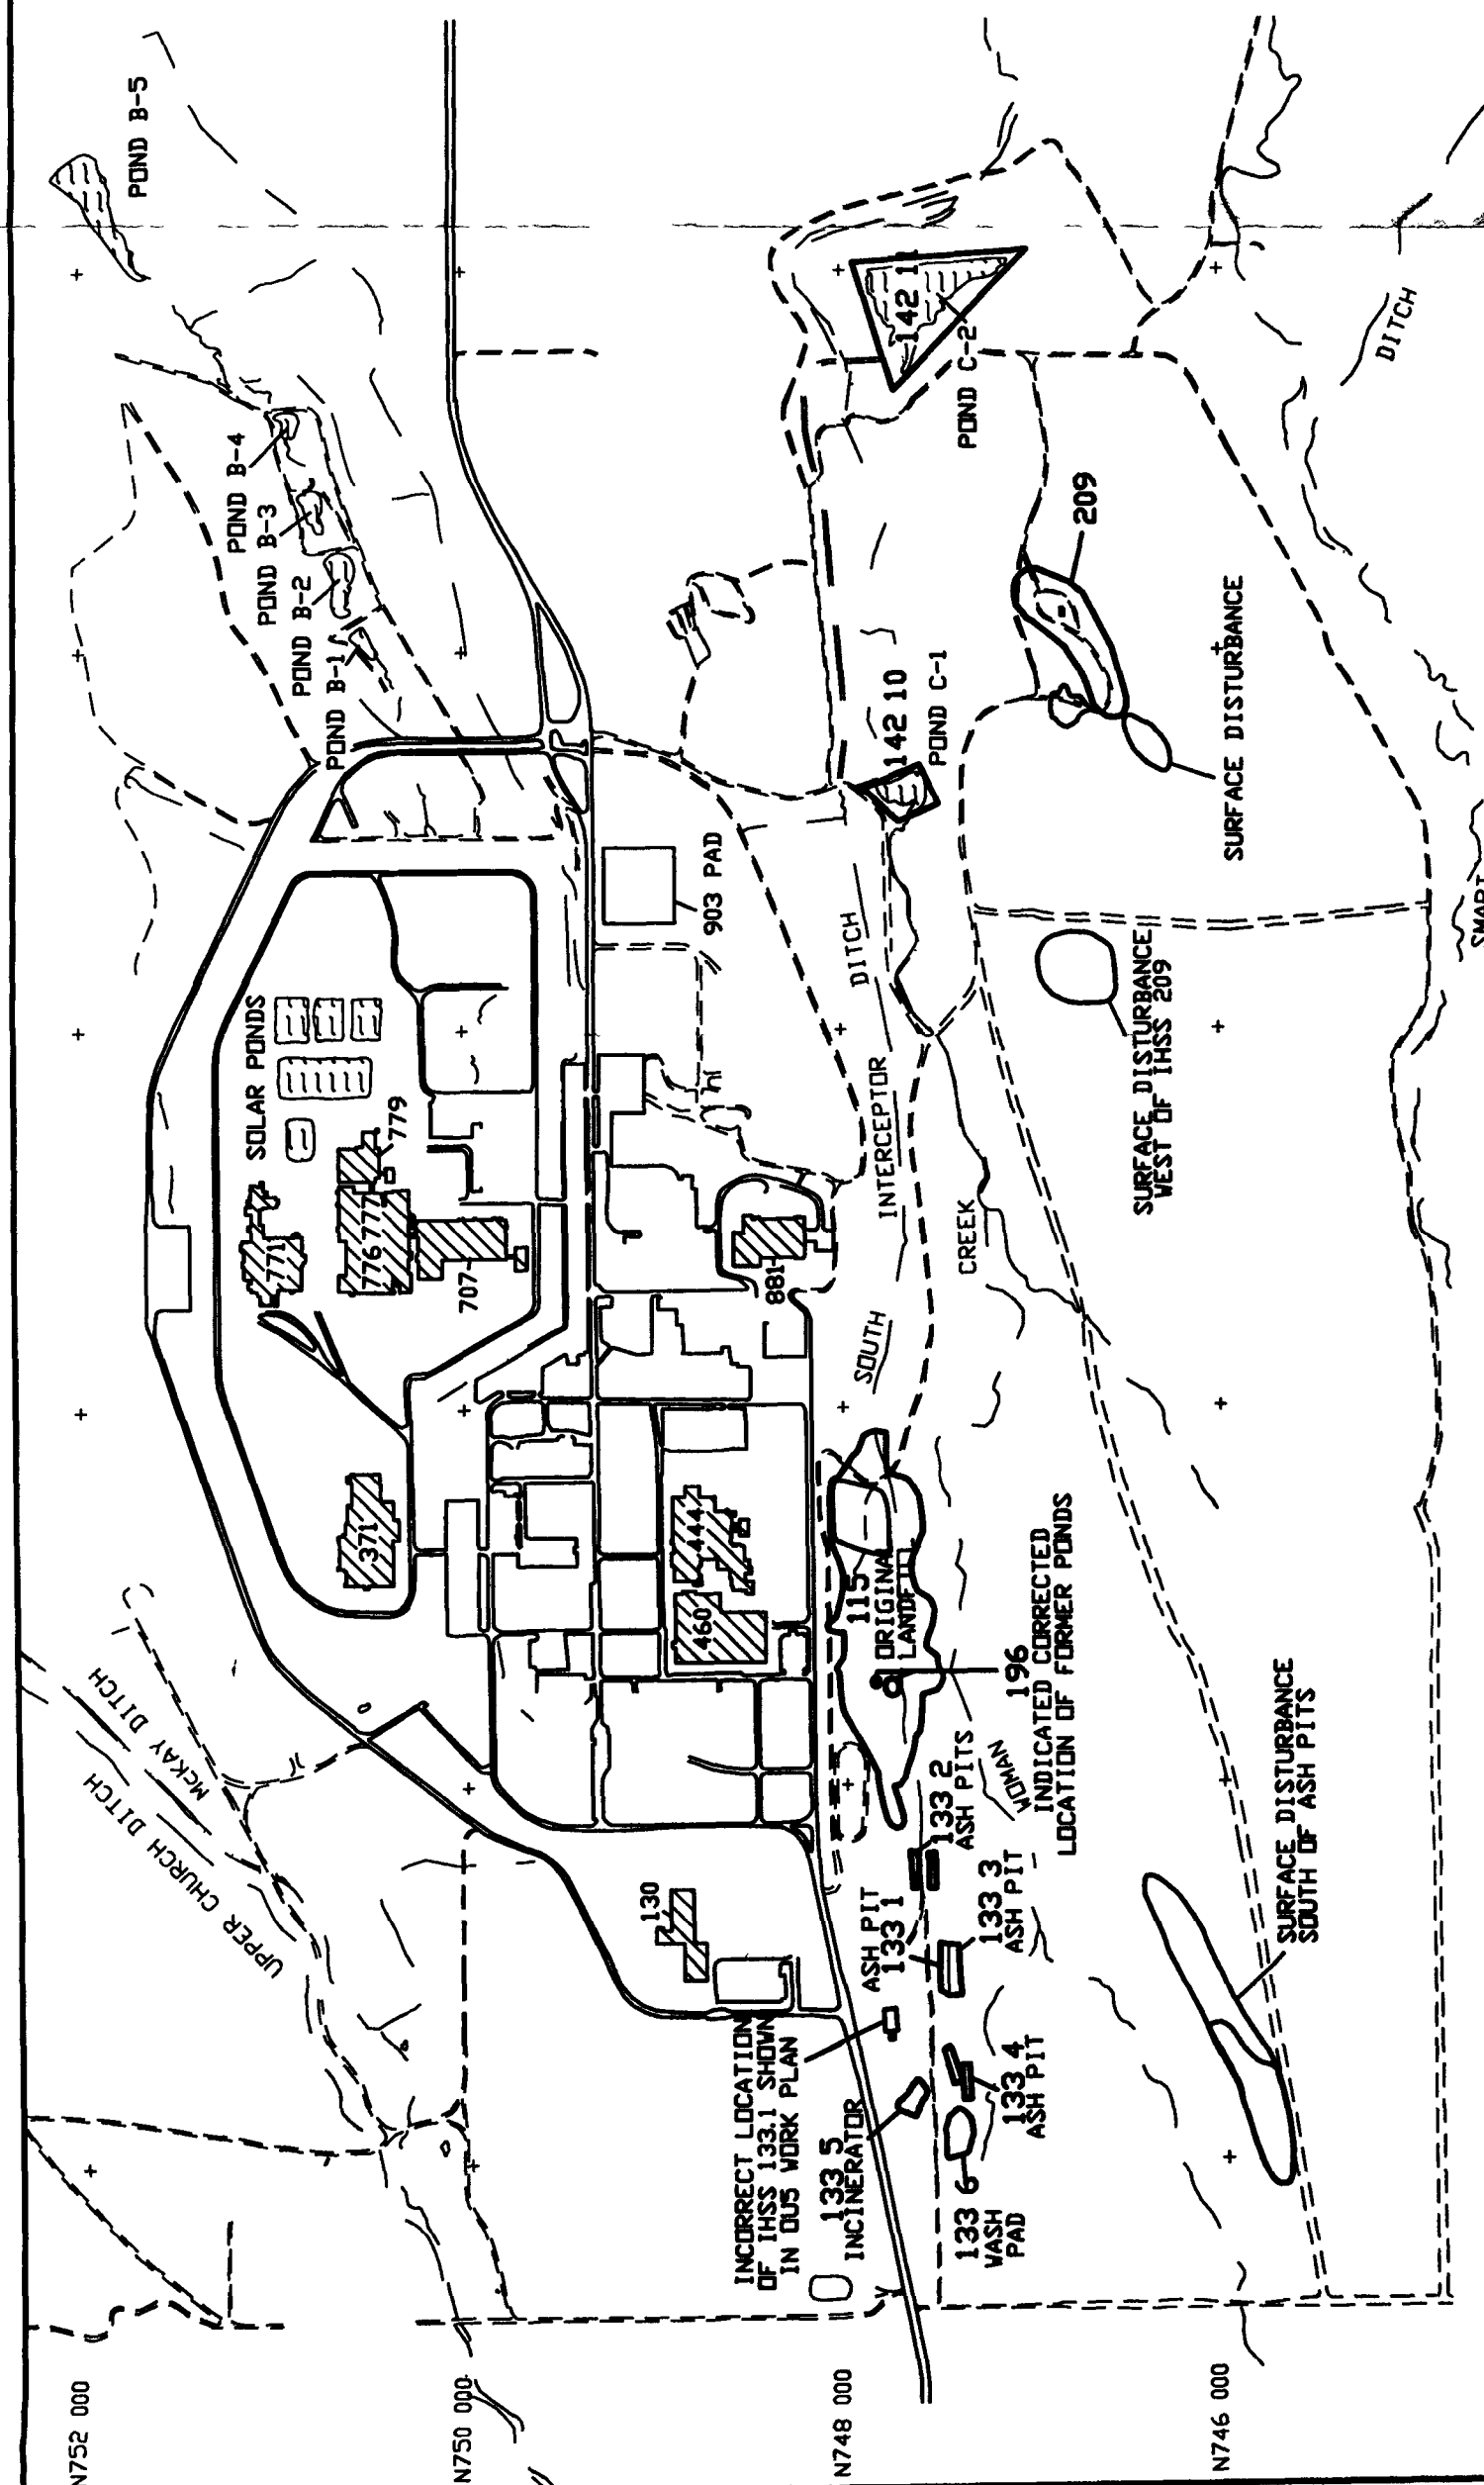 POND B-5
POND B-4
POND B-3
POND B-2
POND B-1
SOLAR PONDS
779
771
776 777
707
371
McKAY DITCH
UPPER CHURCH DITCH
903 PAD
881
444
460
130
142 11
POND C-2
142 10
POND C-1
209
SURFACE DISTURBANCE
SURFACE DISTURBANCE
WEST OF IHSS 209
DITCH
SMART
SOUTH
INTERCEPTOR
DITCH
WOMAN
CREEK
115
ORIGINAL
LANDFILL
196
INDICATED CORRECTED
LOCATION OF FORMER PONDS
133 2
ASH PITS
ASH PIT
133 1
133 3
ASH PIT
133 4
ASH PIT
INCORRECT LOCATION
OF IHSS 133.1 SHOWN
IN OU5 WORK PLAN
133 5
INCINERATOR
133 6
WASH
PAD
SURFACE DISTURBANCE
SOUTH OF ASH PITS
N752 000
N750 000
N748 000
N746 000